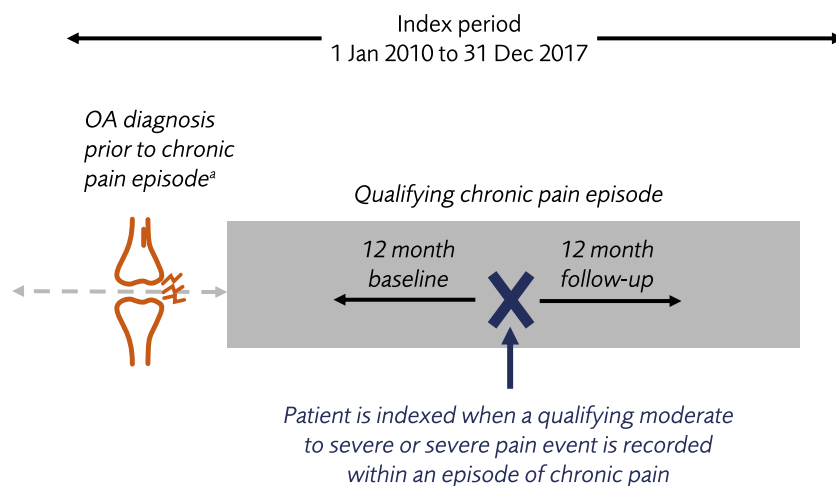 Index period
1 Jan 2010 to 31 Dec 2017
OA diagnosis
prior to chronic
pain episodeᵃ
Qualifying chronic pain episode
12 month
baseline
12 month
follow-up
Patient is indexed when a qualifying moderate
to severe or severe pain event is recorded
within an episode of chronic pain